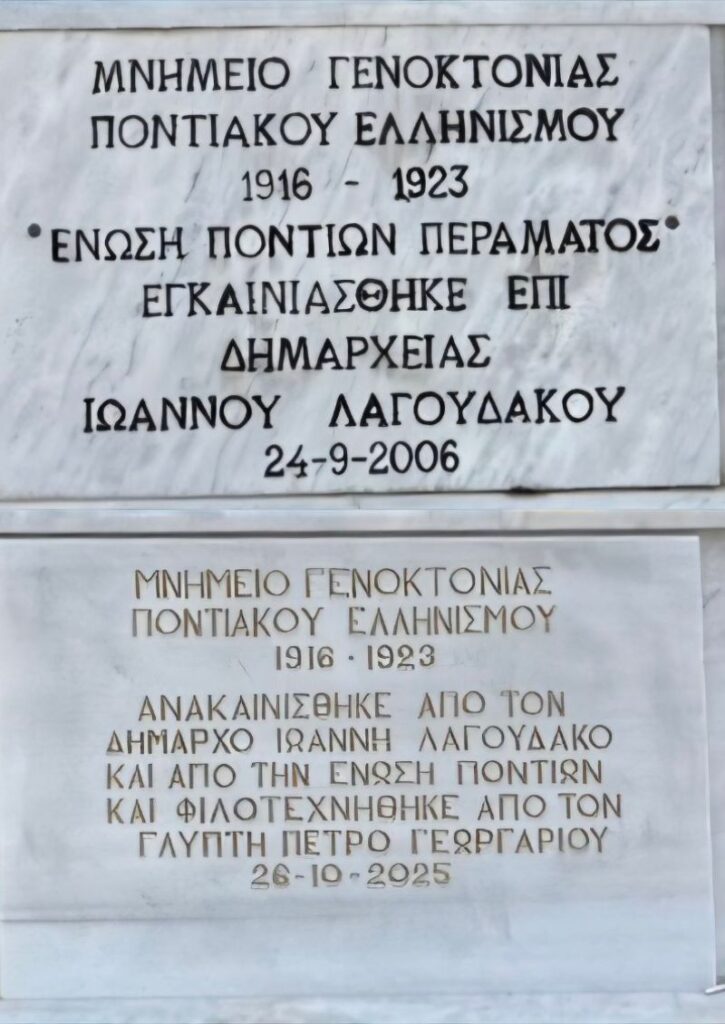 ΜΝΗΜΕΙΟ ΓΕΝΟΚΤΟΝΙΑΣ
ΠΟΝΤΙΑΚΟΥ ΕΛΛΗΝΙΣΜΟΥ
1916 - 1923
"ΕΝΩΣΗ ΠΟΝΤΙΩΝ ΠΕΡΑΜΑΤΟΣ"
ΕΓΚΑΙΝΙΑΣΘΗΚΕ ΕΠΙ
ΔΗΜΑΡΧΕΙΑΣ
ΙΩΑΝΝΟΥ ΛΑΓΟΥΔΑΚΟΥ
24-9-2006
ΜΝΗΜΕΙΟ ΓΕΝΟΚΤΟΝΙΑΣ
ΠΟΝΤΙΑΚΟΥ ΕΛΛΗΝΙΣΜΟΥ
1916 · 1923
ΑΝΑΚΑΙΝΙΣΘΗΚΕ ΑΠΟ ΤΟΝ
ΔΗΜΑΡΧΟ ΙΩΑΝΝΗ ΛΑΓΟΥΔΑΚΟ
ΚΑΙ ΑΠΟ ΤΗΝ ΕΝΩΣΗ ΠΟΝΤΙΩΝ
ΚΑΙ ΦΙΛΟΤΕΧΝΗΘΗΚΕ ΑΠΟ ΤΟΝ
ΓΛΥΠΤΗ ΠΕΤΡΟ ΓΕΩΡΓΑΡΙΟΥ
26-10-2025